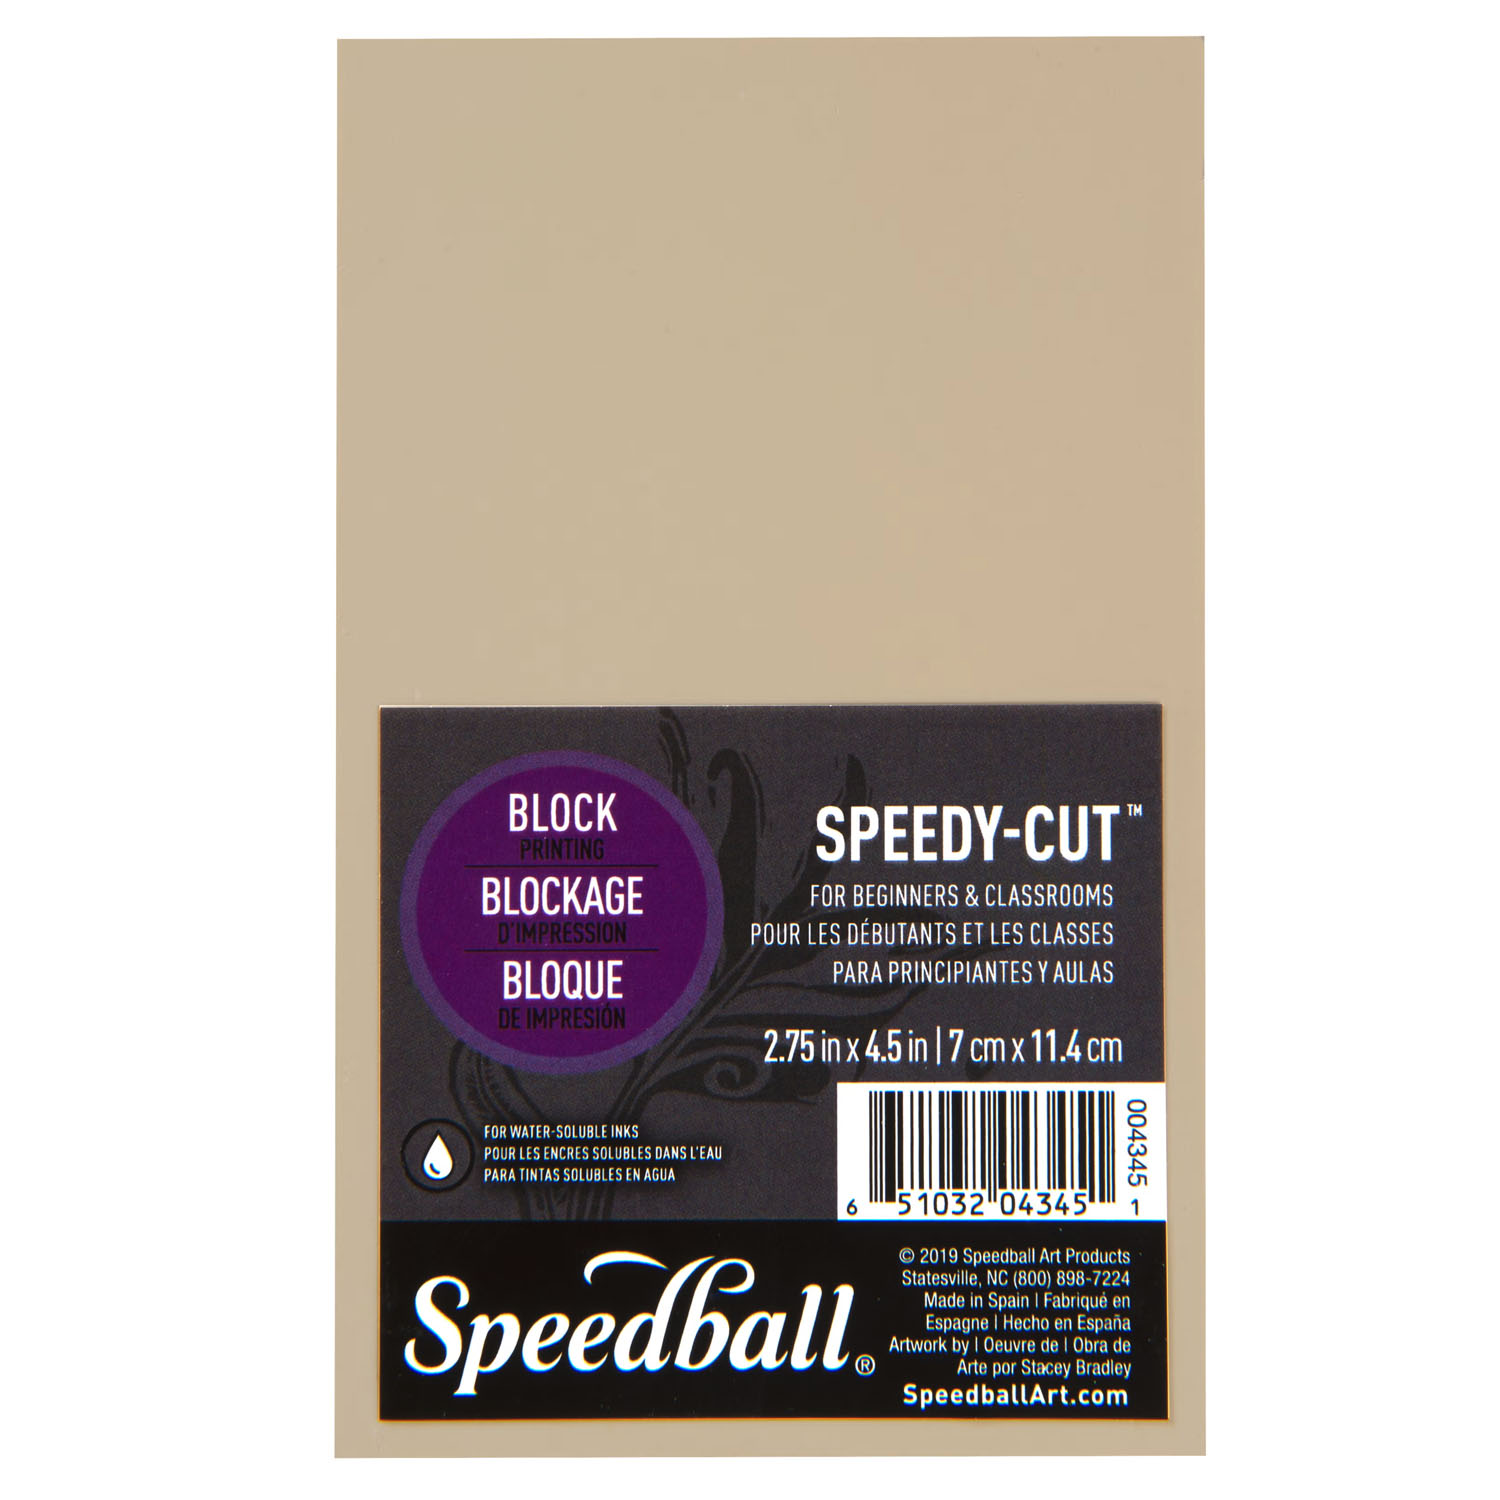 BLOCK
PRINTING
BLOCKAGE
D'IMPRESSION
BLOQUE
DE IMPRESIÓN
SPEEDY-CUT™
FOR BEGINNERS & CLASSROOMS
POUR LES DÉBUTANTS ET LES CLASSES
PARA PRINCIPIANTES Y AULAS
2.75 in x 4.5 in | 7 cm x 11.4 cm
FOR WATER-SOLUBLE INKS
POUR LES ENCRES SOLUBLES DANS L'EAU
PARA TINTAS SOLUBLES EN AGUA
004345
6 51032 04345 1
Speedball®
© 2019 Speedball Art Products
Statesville, NC (800) 898-7224
Made in Spain | Fabriqué en
Espagne | Hecho en España
Artwork by | Oeuvre de | Obra de
Arte por Stacey Bradley
SpeedballArt.com